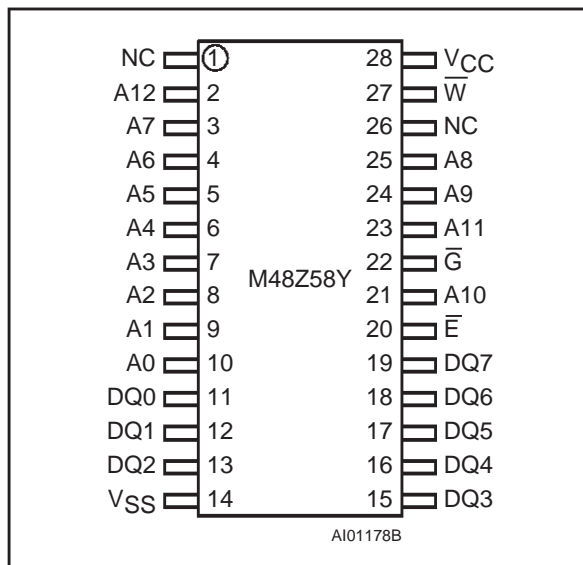 NC 1 28 VCC
A12 2 27 W̅
A7 3 26 NC
A6 4 25 A8
A5 5 24 A9
A4 6 23 A11
A3 7 22 G̅
M48Z58Y
A2 8 21 A10
A1 9 20 E̅
A0 10 19 DQ7
DQ0 11 18 DQ6
DQ1 12 17 DQ5
DQ2 13 16 DQ4
VSS 14 15 DQ3
AI01178B